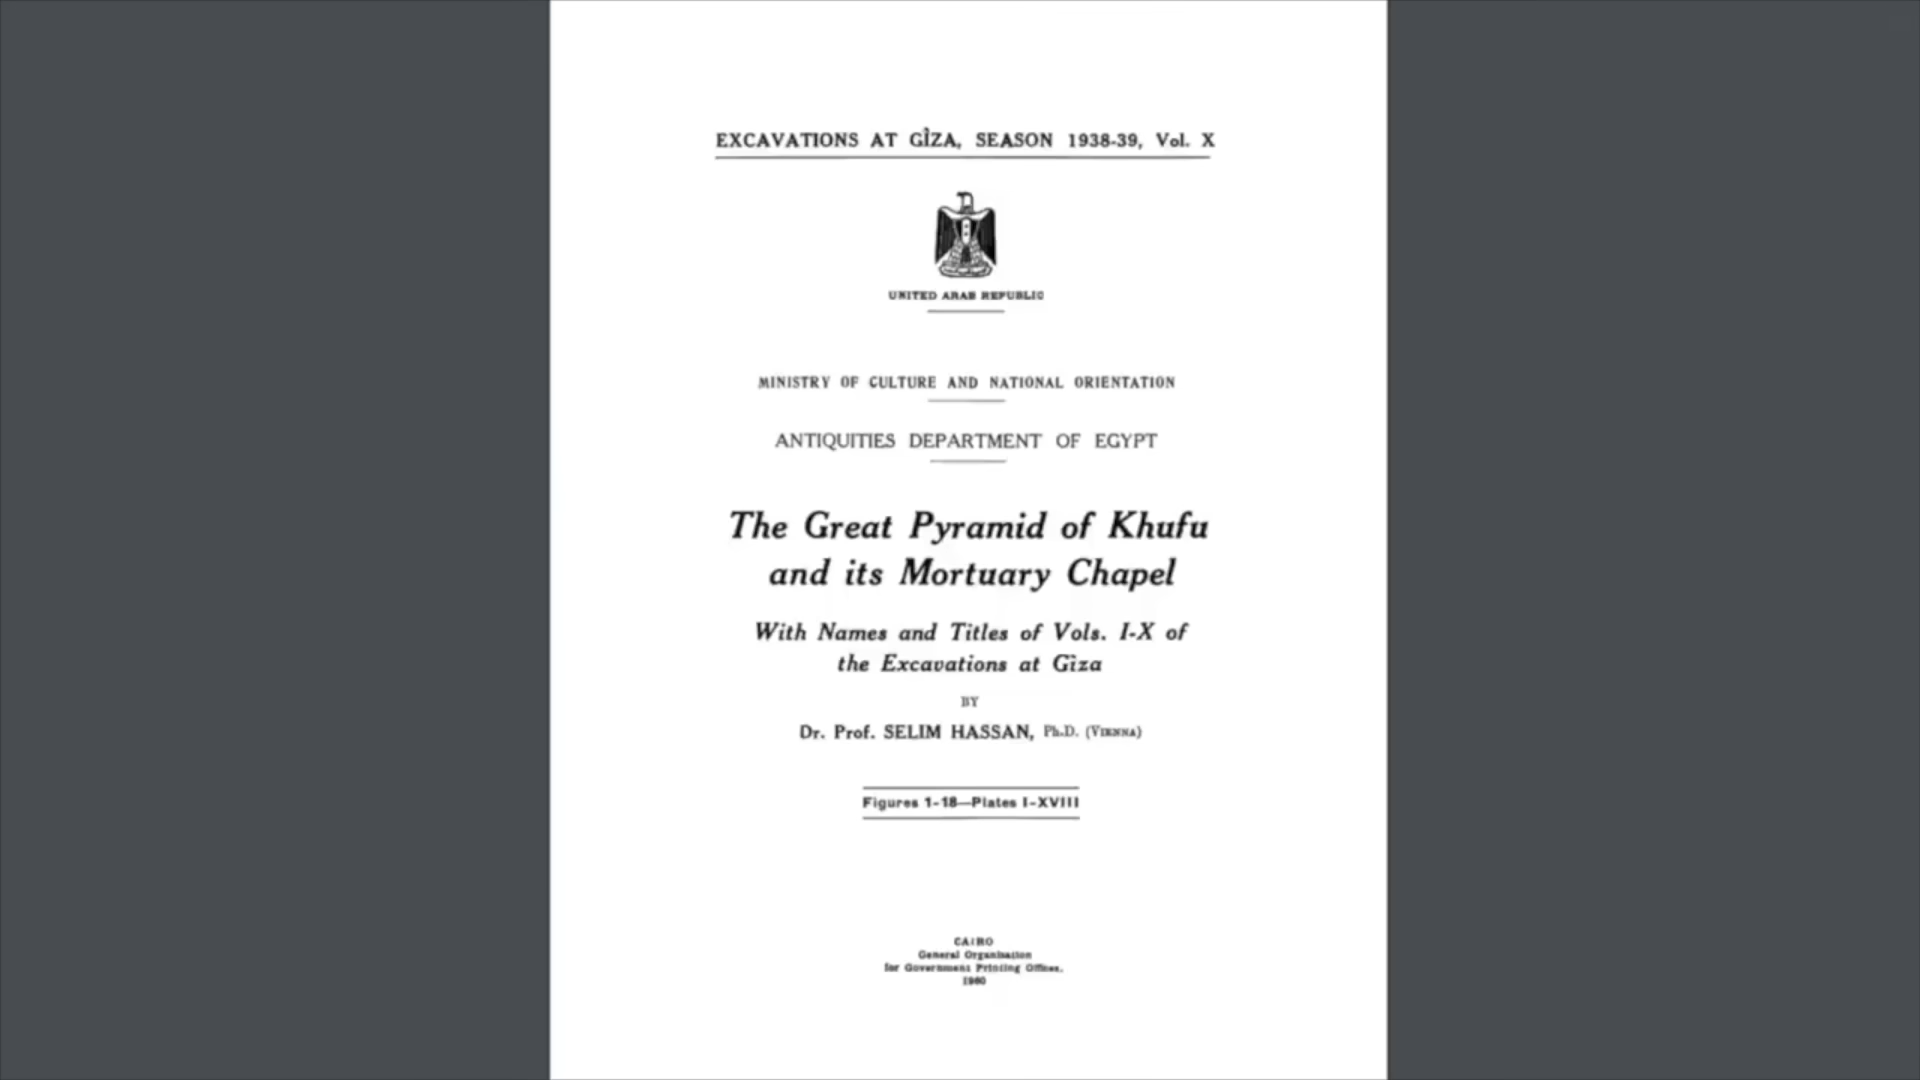 EXCAVATIONS AT GÎZA, SEASON 1938-39, Vol. X
UNITED ARAB REPUBLIC
MINISTRY OF CULTURE AND NATIONAL ORIENTATION
ANTIQUITIES DEPARTMENT OF EGYPT
The Great Pyramid of Khufu
and its Mortuary Chapel
With Names and Titles of Vols. I-X of
the Excavations at Gîza
BY
Dr. Prof. SELIM HASSAN, Ph.D. (VIENNA)
Figures 1-18—Plates I-XVIII
CAIRO
General Organisation
for Government Printing Offices,
1960